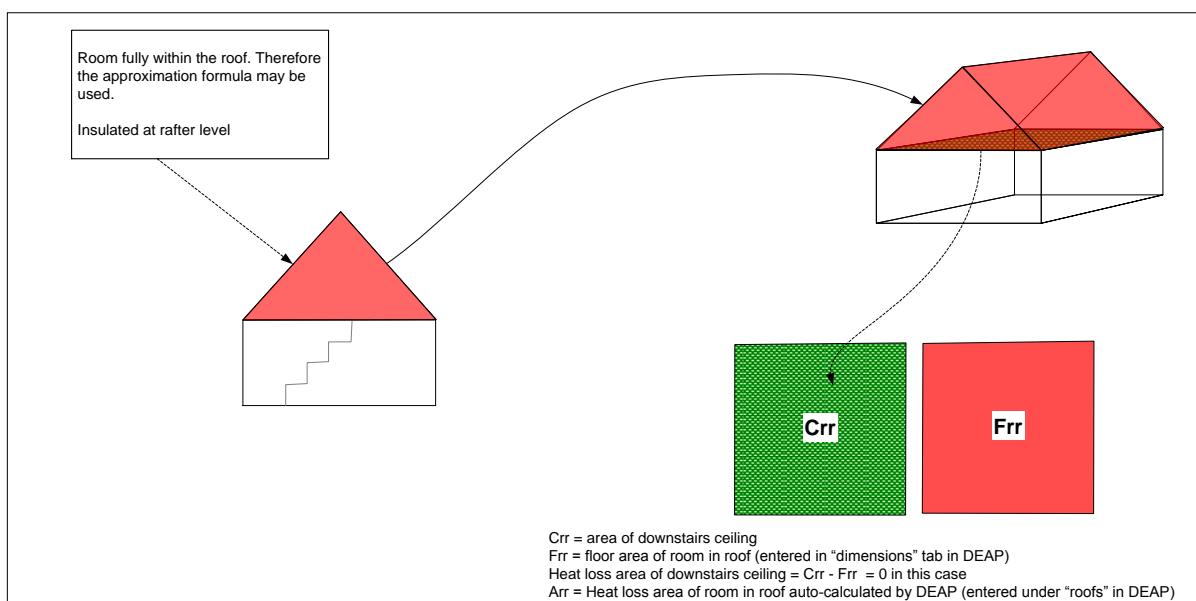 Room fully within the roof. Therefore
the approximation formula may be
used.
Insulated at rafter level
Crr
Frr
Crr = area of downstairs ceiling
Frr = floor area of room in roof (entered in “dimensions” tab in DEAP)
Heat loss area of downstairs ceiling = Crr - Frr  = 0 in this case
Arr = Heat loss area of room in roof auto-calculated by DEAP (entered under “roofs” in DEAP)